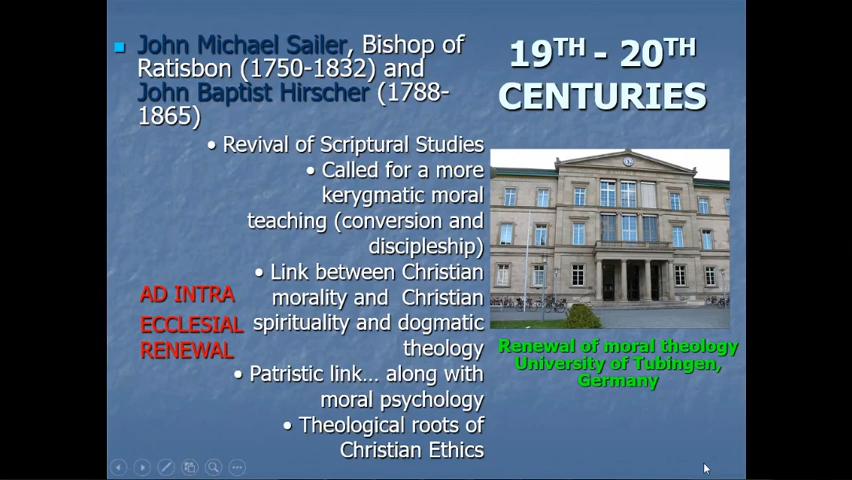 John Michael Sailer, Bishop of
Ratisbon (1750-1832) and
John Baptist Hirscher (1788-
1865)
• Revival of Scriptural Studies
• Called for a more
kerygmatic moral
teaching (conversion and
discipleship)
• Link between Christian
morality and Christian
spirituality and dogmatic
theology
• Patristic link... along with
moral psychology
• Theological roots of
Christian Ethics
AD INTRA
ECCLESIAL
RENEWAL
19TH - 20TH
CENTURIES
Renewal of moral theology
University of Tubingen,
Germany